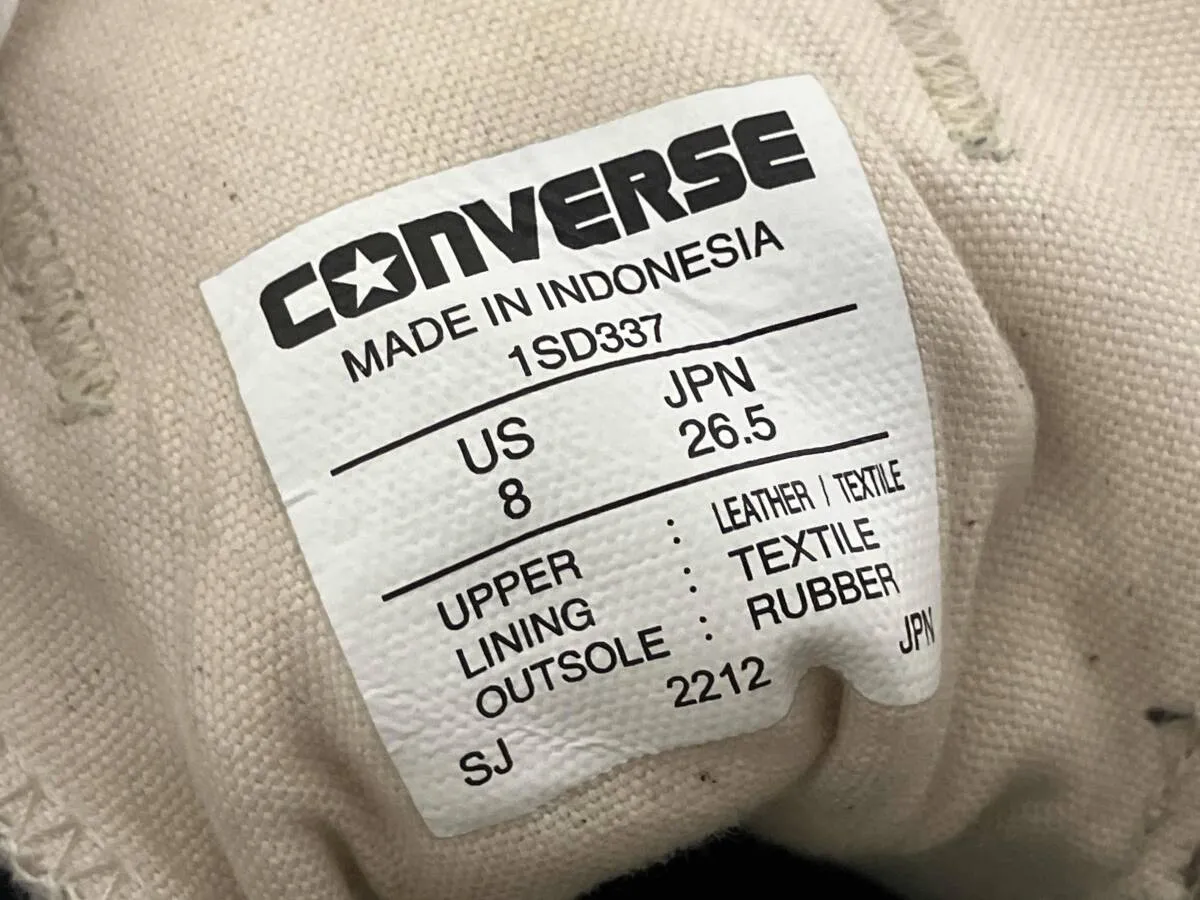 CONVERSE
MADE IN INDONESIA
1SD337
US JPN
8 26.5
UPPER : LEATHER / TEXTILE
LINING : TEXTILE
OUTSOLE : RUBBER
SJ 2212 JPN